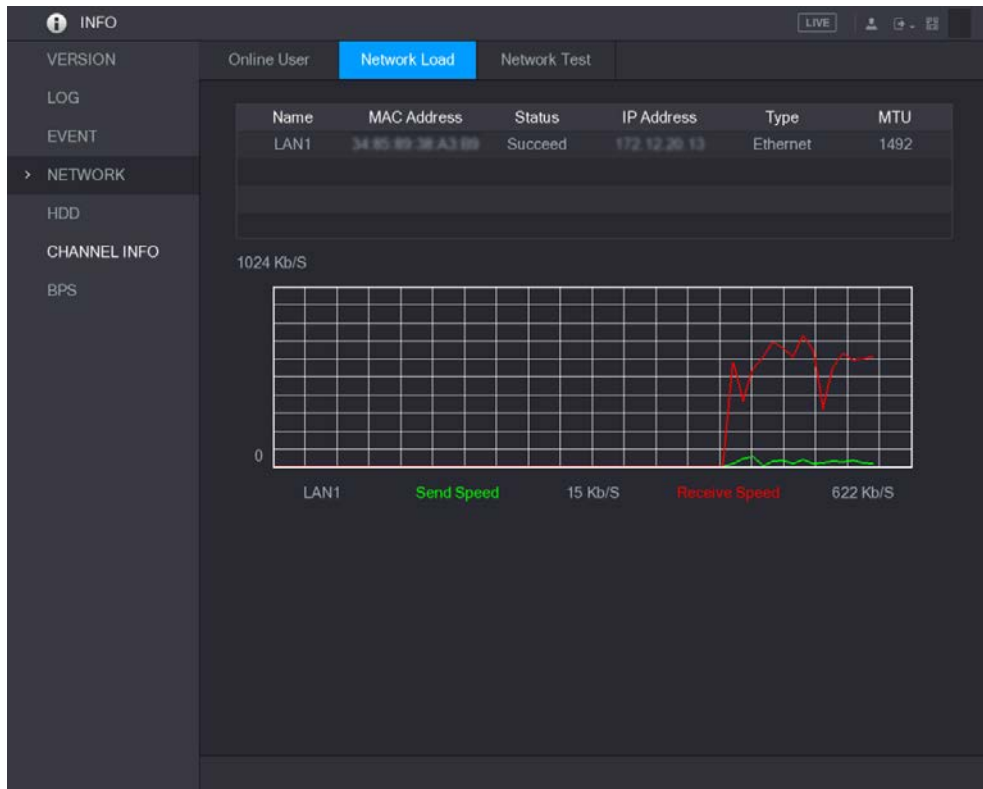 INFO
LIVE
VERSION
LOG
EVENT
NETWORK
HDD
CHANNEL INFO
BPS
Online User Network Load Network Test
Name MAC Address Status IP Address Type MTU
LAN1 Succeed Ethernet 1492
1024 Kb/S
0
LAN1 Send Speed 15 Kb/S Receive Speed 622 Kb/S